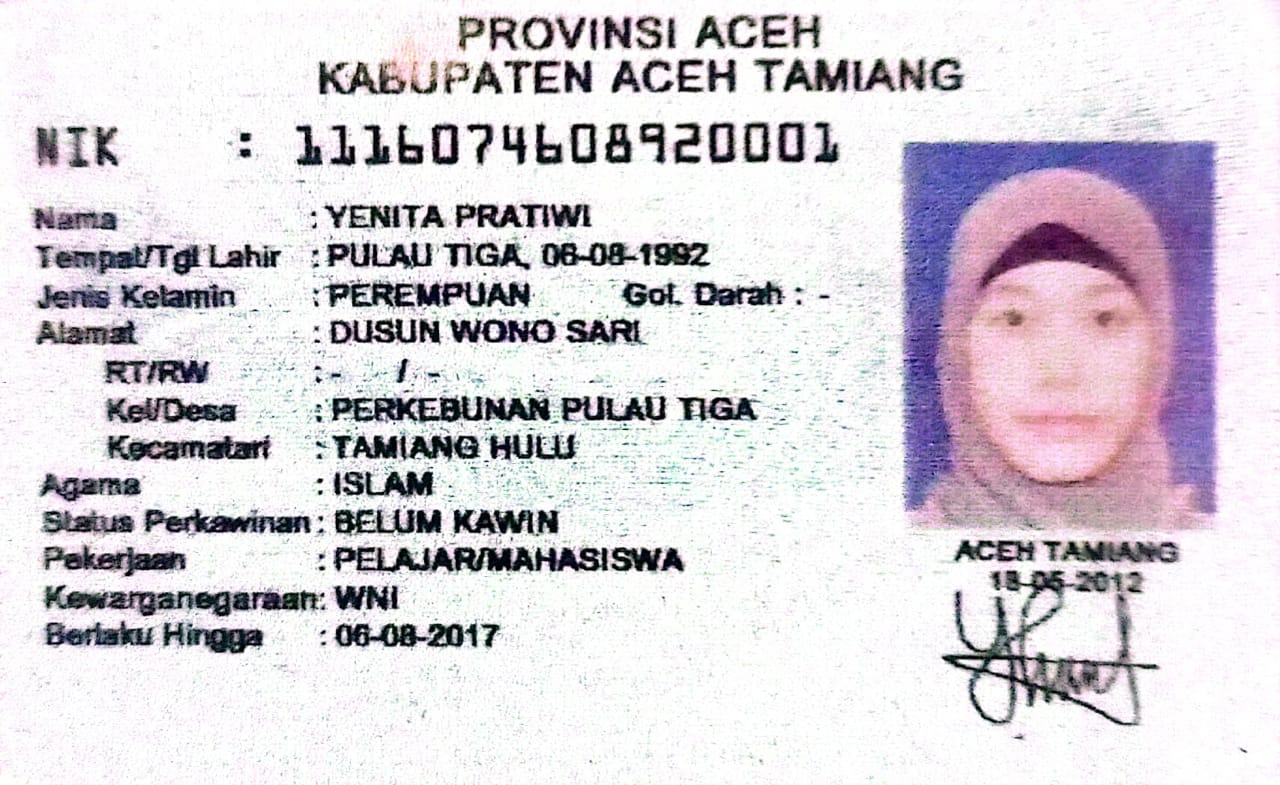 PROVINSI ACEH
KABUPATEN ACEH TAMIANG
NIK : 1116074608920001
Nama : YENITA PRATIWI
Tempat/Tgl Lahir : PULAU TIGA, 06-08-1992
Jenis Kelamin : PEREMPUAN Gol. Darah : -
Alamat : DUSUN WONO SARI
RT/RW : - / -
Kel/Desa : PERKEBUNAN PULAU TIGA
Kecamatan : TAMIANG HULU
Agama : ISLAM
Status Perkawinan : BELUM KAWIN
Pekerjaan : PELAJAR/MAHASISWA
Kewarganegaraan : WNI
Berlaku Hingga : 06-08-2017
ACEH TAMIANG
18-05-2012